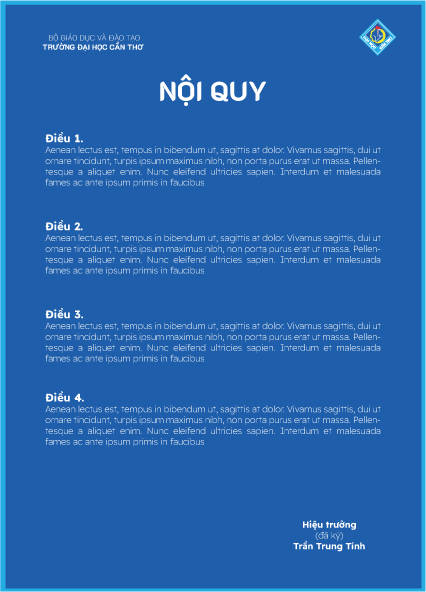 BỘ GIÁO DỤC VÀ ĐÀO TẠO
TRƯỜNG ĐẠI HỌC CẦN THƠ
NỘI QUY
Điều 1.
Aenean lectus est, tempus in bibendum ut, sagittis at dolor. Vivamus sagittis, dui ut
ornare tincidunt, turpis ipsum maximus nibh, non porta purus erat ut massa. Pellen-
tesque a aliquet enim. Nunc eleifend ultricies sapien. Interdum et malesuada
fames ac ante ipsum primis in faucibus
Điều 2.
Aenean lectus est, tempus in bibendum ut, sagittis at dolor. Vivamus sagittis, dui ut
ornare tincidunt, turpis ipsum maximus nibh, non porta purus erat ut massa. Pellen-
tesque a aliquet enim. Nunc eleifend ultricies sapien. Interdum et malesuada
fames ac ante ipsum primis in faucibus
Điều 3.
Aenean lectus est, tempus in bibendum ut, sagittis at dolor. Vivamus sagittis, dui ut
ornare tincidunt, turpis ipsum maximus nibh, non porta purus erat ut massa. Pellen-
tesque a aliquet enim. Nunc eleifend ultricies sapien. Interdum et malesuada
fames ac ante ipsum primis in faucibus
Điều 4.
Aenean lectus est, tempus in bibendum ut, sagittis at dolor. Vivamus sagittis, dui ut
ornare tincidunt, turpis ipsum maximus nibh, non porta purus erat ut massa. Pellen-
tesque a aliquet enim. Nunc eleifend ultricies sapien. Interdum et malesuada
fames ac ante ipsum primis in faucibus
Hiệu trưởng
(đã ký)
Trần Trung Tính